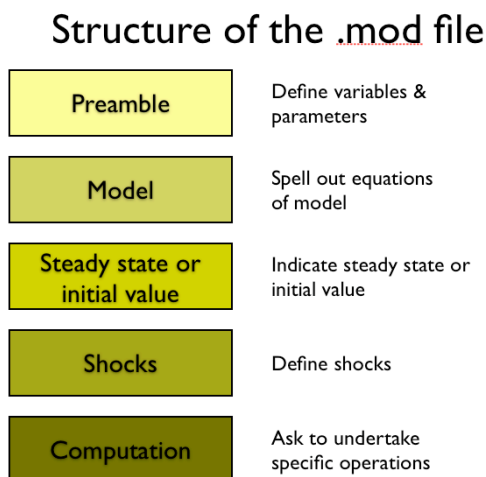 Structure of the .mod file
Preamble
Define variables &
parameters
Model
Spell out equations
of model
Steady state or
initial value
Indicate steady state or
initial value
Shocks
Define shocks
Computation
Ask to undertake
specific operations